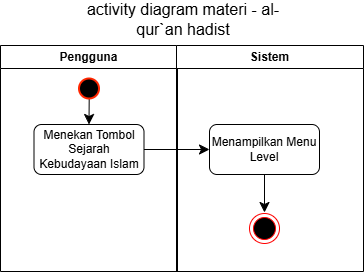 activity diagram materi - al-
qur`an hadist
Pengguna
Sistem
Menekan Tombol
Sejarah
Kebudayaan Islam
Menampilkan Menu
Level